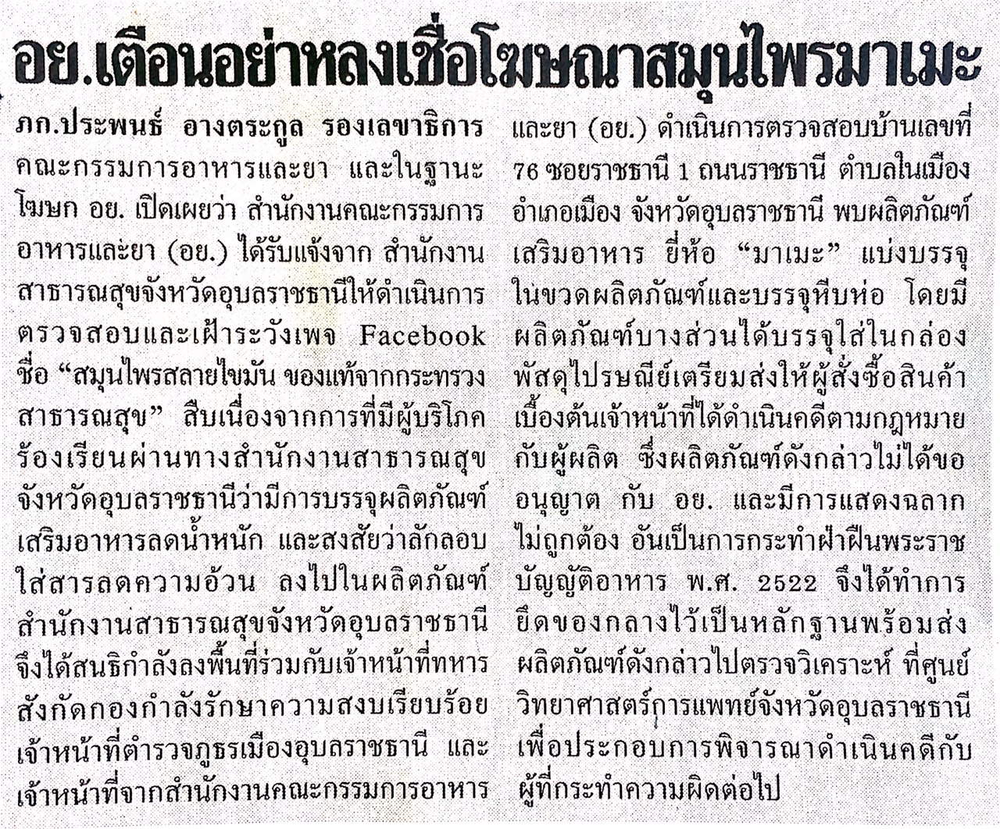 อย.เตือนอย่าหลงเชื่อโฆษณาสมุนไพรมาเมะ
ภก.ประพนธ์ อางตระกูล รองเลขาธิการ
คณะกรรมการอาหารและยา และในฐานะ
โฆษก อย. เปิดเผยว่า สำนักงานคณะกรรมการ
อาหารและยา (อย.) ได้รับแจ้งจาก สำนักงาน
สาธารณสุขจังหวัดอุบลราชธานีให้ดำเนินการ
ตรวจสอบและเฝ้าระวังเพจ Facebook
ชื่อ “สมุนไพรสลายไขมัน ของแท้จากกระทรวง
สาธารณสุข” สืบเนื่องจากการที่มีผู้บริโภค
ร้องเรียนผ่านทางสำนักงานสาธารณสุข
จังหวัดอุบลราชธานีว่ามีการบรรจุผลิตภัณฑ์
เสริมอาหารลดน้ำหนัก และสงสัยว่าลักลอบ
ใส่สารลดความอ้วน ลงไปในผลิตภัณฑ์
สำนักงานสาธารณสุขจังหวัดอุบลราชธานี
จึงได้สนธิกำลังลงพื้นที่ร่วมกับเจ้าหน้าที่ทหาร
สังกัดกองกำลังรักษาความสงบเรียบร้อย
เจ้าหน้าที่ตำรวจภูธรเมืองอุบลราชธานี และ
เจ้าหน้าที่จากสำนักงานคณะกรรมการอาหาร
และยา (อย.) ดำเนินการตรวจสอบบ้านเลขที่
76 ซอยราชธานี 1 ถนนราชธานี ตำบลในเมือง
อำเภอเมือง จังหวัดอุบลราชธานี พบผลิตภัณฑ์
เสริมอาหาร ยี่ห้อ “มาเมะ” แบ่งบรรจุ
ในขวดผลิตภัณฑ์และบรรจุหีบห่อ โดยมี
ผลิตภัณฑ์บางส่วนได้บรรจุใส่ในกล่อง
พัสดุไปรษณีย์เตรียมส่งให้ผู้สั่งซื้อสินค้า
เบื้องต้นเจ้าหน้าที่ได้ดำเนินคดีตามกฎหมาย
กับผู้ผลิต ซึ่งผลิตภัณฑ์ดังกล่าวไม่ได้ขอ
อนุญาต กับ อย. และมีการแสดงฉลาก
ไม่ถูกต้อง อันเป็นการกระทำฝ่าฝืนพระราช
บัญญัติอาหาร พ.ศ. 2522 จึงได้ทำการ
ยึดของกลางไว้เป็นหลักฐานพร้อมส่ง
ผลิตภัณฑ์ดังกล่าวไปตรวจวิเคราะห์ ที่ศูนย์
วิทยาศาสตร์การแพทย์จังหวัดอุบลราชธานี
เพื่อประกอบการพิจารณาดำเนินคดีกับ
ผู้ที่กระทำความผิดต่อไป